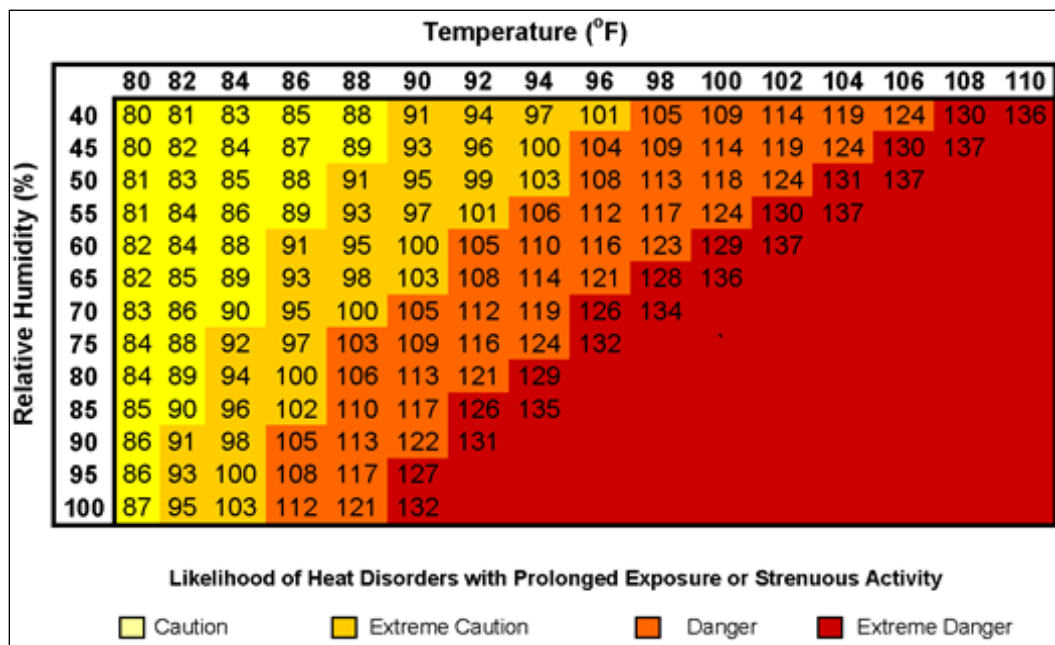 Temperature (°F)
80 82 84 86 88 90 92 94 96 98 100 102 104 106 108 110
Relative Humidity (%)
40 80 81 83 85 88 91 94 97 101 105 109 114 119 124 130 136
45 80 82 84 87 89 93 96 100 104 109 114 119 124 130 137
50 81 83 85 88 91 95 99 103 108 113 118 124 131 137
55 81 84 86 89 93 97 101 106 112 117 124 130 137
60 82 84 88 91 95 100 105 110 116 123 129 137
65 82 85 89 93 98 103 108 114 121 128 136
70 83 86 90 95 100 105 112 119 126 134
75 84 88 92 97 103 109 116 124 132
80 84 89 94 100 106 113 121 129
85 85 90 96 102 110 117 126 135
90 86 91 98 105 113 122 131
95 86 93 100 108 117 127
100 87 95 103 112 121 132
Likelihood of Heat Disorders with Prolonged Exposure or Strenuous Activity
Caution Extreme Caution Danger Extreme Danger